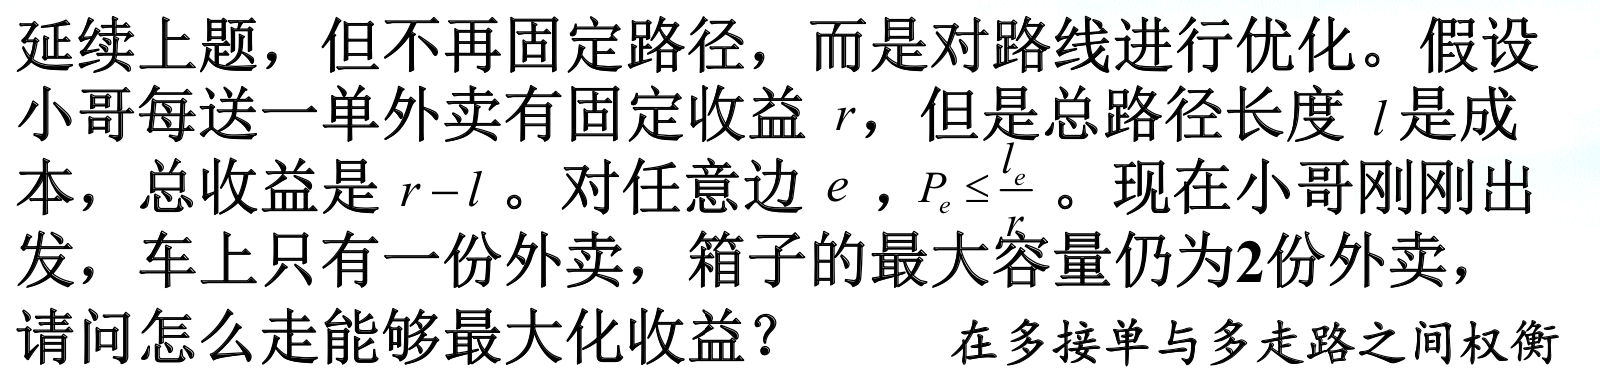 延续上题，但不再固定路径，而是对路线进行优化。假设
小哥每送一单外卖有固定收益 r，但是总路径长度 l 是成
本，总收益是 r − l 。对任意边 e ，P_e ≤ l_e / r 。现在小哥刚刚出
发，车上只有一份外卖，箱子的最大容量仍为2份外卖，
请问怎么走能够最大化收益？ 在多接单与多走路之间权衡